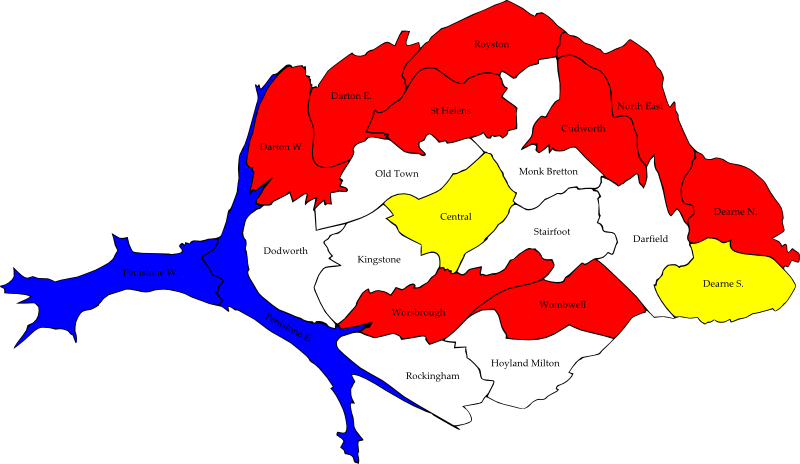 Royston
Darton E.
St Helens
North East
Cudworth
Darton W.
Old Town
Monk Bretton
Dearne N.
Central
Stairfoot
Darfield
Dodworth
Kingstone
Penistone W.
Dearne S.
Worsbrough
Wombwell
Penistone E.
Hoyland Milton
Rockingham